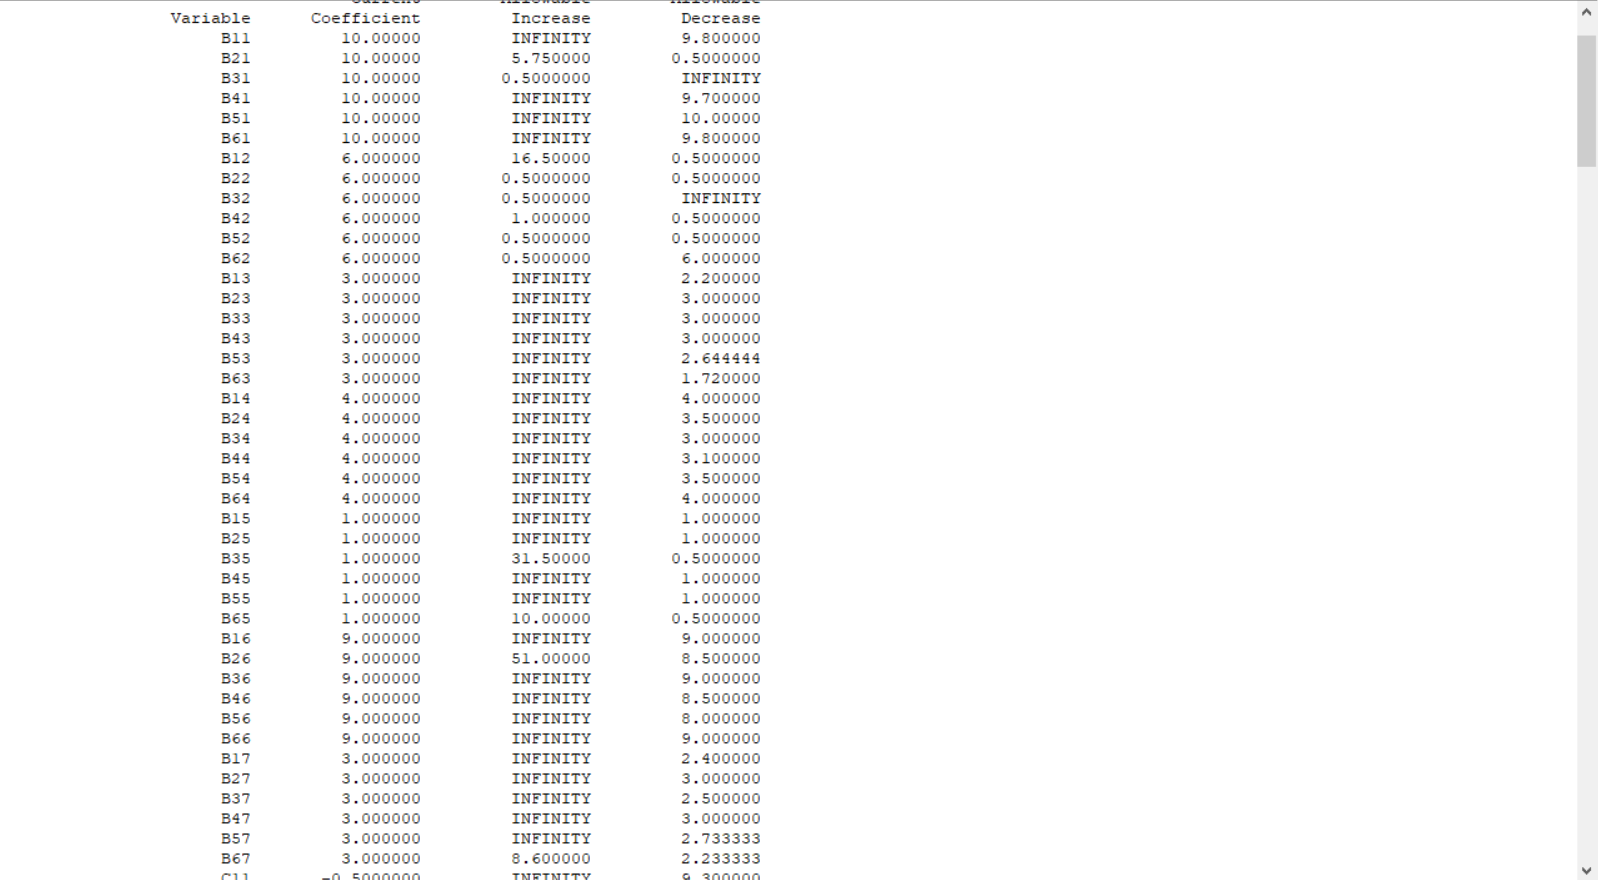 Current Allowable Allowable
Variable Coefficient Increase Decrease
B11 10.00000 INFINITY 9.800000
B21 10.00000 5.750000 0.5000000
B31 10.00000 0.5000000 INFINITY
B41 10.00000 INFINITY 9.700000
B51 10.00000 INFINITY 10.00000
B61 10.00000 INFINITY 9.800000
B12 6.000000 16.50000 0.5000000
B22 6.000000 0.5000000 0.5000000
B32 6.000000 0.5000000 INFINITY
B42 6.000000 1.000000 0.5000000
B52 6.000000 0.5000000 0.5000000
B62 6.000000 0.5000000 6.000000
B13 3.000000 INFINITY 2.200000
B23 3.000000 INFINITY 3.000000
B33 3.000000 INFINITY 3.000000
B43 3.000000 INFINITY 3.000000
B53 3.000000 INFINITY 2.644444
B63 3.000000 INFINITY 1.720000
B14 4.000000 INFINITY 4.000000
B24 4.000000 INFINITY 3.500000
B34 4.000000 INFINITY 3.000000
B44 4.000000 INFINITY 3.100000
B54 4.000000 INFINITY 3.500000
B64 4.000000 INFINITY 4.000000
B15 1.000000 INFINITY 1.000000
B25 1.000000 INFINITY 1.000000
B35 1.000000 31.50000 0.5000000
B45 1.000000 INFINITY 1.000000
B55 1.000000 INFINITY 1.000000
B65 1.000000 10.00000 0.5000000
B16 9.000000 INFINITY 9.000000
B26 9.000000 51.00000 8.500000
B36 9.000000 INFINITY 9.000000
B46 9.000000 INFINITY 8.500000
B56 9.000000 INFINITY 8.000000
B66 9.000000 INFINITY 9.000000
B17 3.000000 INFINITY 2.400000
B27 3.000000 INFINITY 3.000000
B37 3.000000 INFINITY 2.500000
B47 3.000000 INFINITY 3.000000
B57 3.000000 INFINITY 2.733333
B67 3.000000 8.600000 2.233333
C11 -0.5000000 INFINITY 9.300000